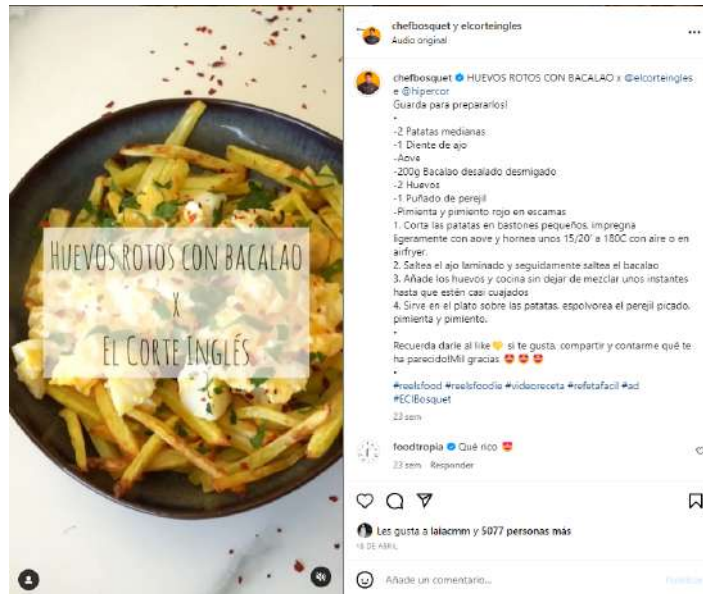 HUEVOS ROTOS CON BACALAO
X
EL CORTE INGLÉS
chefbosquet y elcorteingles
Audio original
chefbosquet HUEVOS ROTOS CON BACALAO x @elcorteingles
e @hipercor
Guarda para prepararlos!
•
-2 Patatas medianas
-1 Diente de ajo
-Aove
-200g Bacalao desalado desmigado
-2 Huevos
-1 Puñado de perejil
-Pimienta y pimiento rojo en escamas
1. Corta las patatas en bastones pequeños, impregna
ligeramente con aove y hornea unos 15/20' a 180C con aire o en
airfryer.
2. Saltea el ajo laminado y seguidamente saltea el bacalao
3. Añade los huevos y cocina sin dejar de mezclar unos instantes
hasta que estén casi cuajados
4. Sirve en el plato sobre las patatas, espolvorea el perejil picado,
pimienta y pimiento.
•
Recuerda darle al like 💛 si te gusta, compartir y contarme qué te
ha parecido!Mil gracias 😍 😍 😍
•
#reelsfood #reelsfoodie #videoreceta #refetafacil #ad
#ECIBosquet
23 sem
foodtropia Qué rico 😍
23 sem Responder
Les gusta a laiacmm y 5077 personas más
18 DE ABRIL
Añade un comentario...